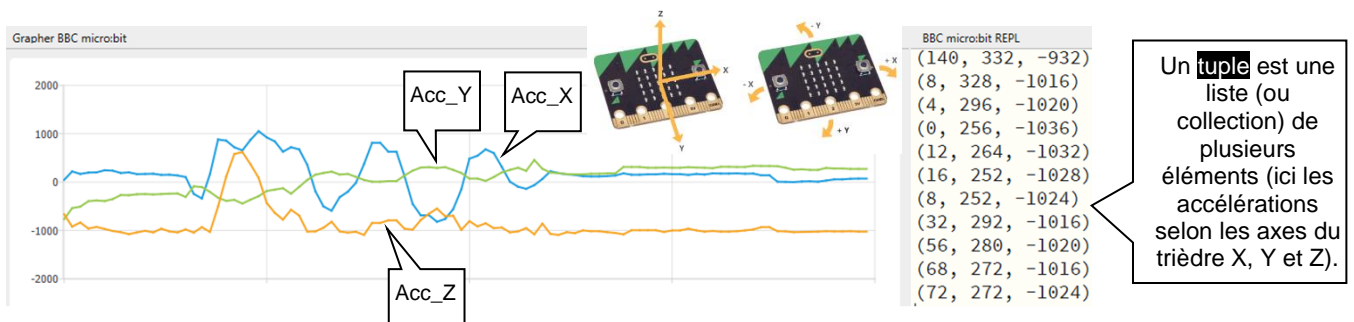 Grapher BBC micro:bit
2000
1000
0
-1000
-2000
Acc_Y
Acc_X
Acc_Z
Z
X
Y
- Y
+ X
- X
+ Y
BBC micro:bit REPL
(140, 332, -932)
(8, 328, -1016)
(4, 296, -1020)
(0, 256, -1036)
(12, 264, -1032)
(16, 252, -1028)
(8, 252, -1024)
(32, 292, -1016)
(56, 280, -1020)
(68, 272, -1016)
(72, 272, -1024)
Un tuple est une
liste (ou
collection) de
plusieurs
éléments (ici les
accélérations
selon les axes du
trièdre X, Y et Z).